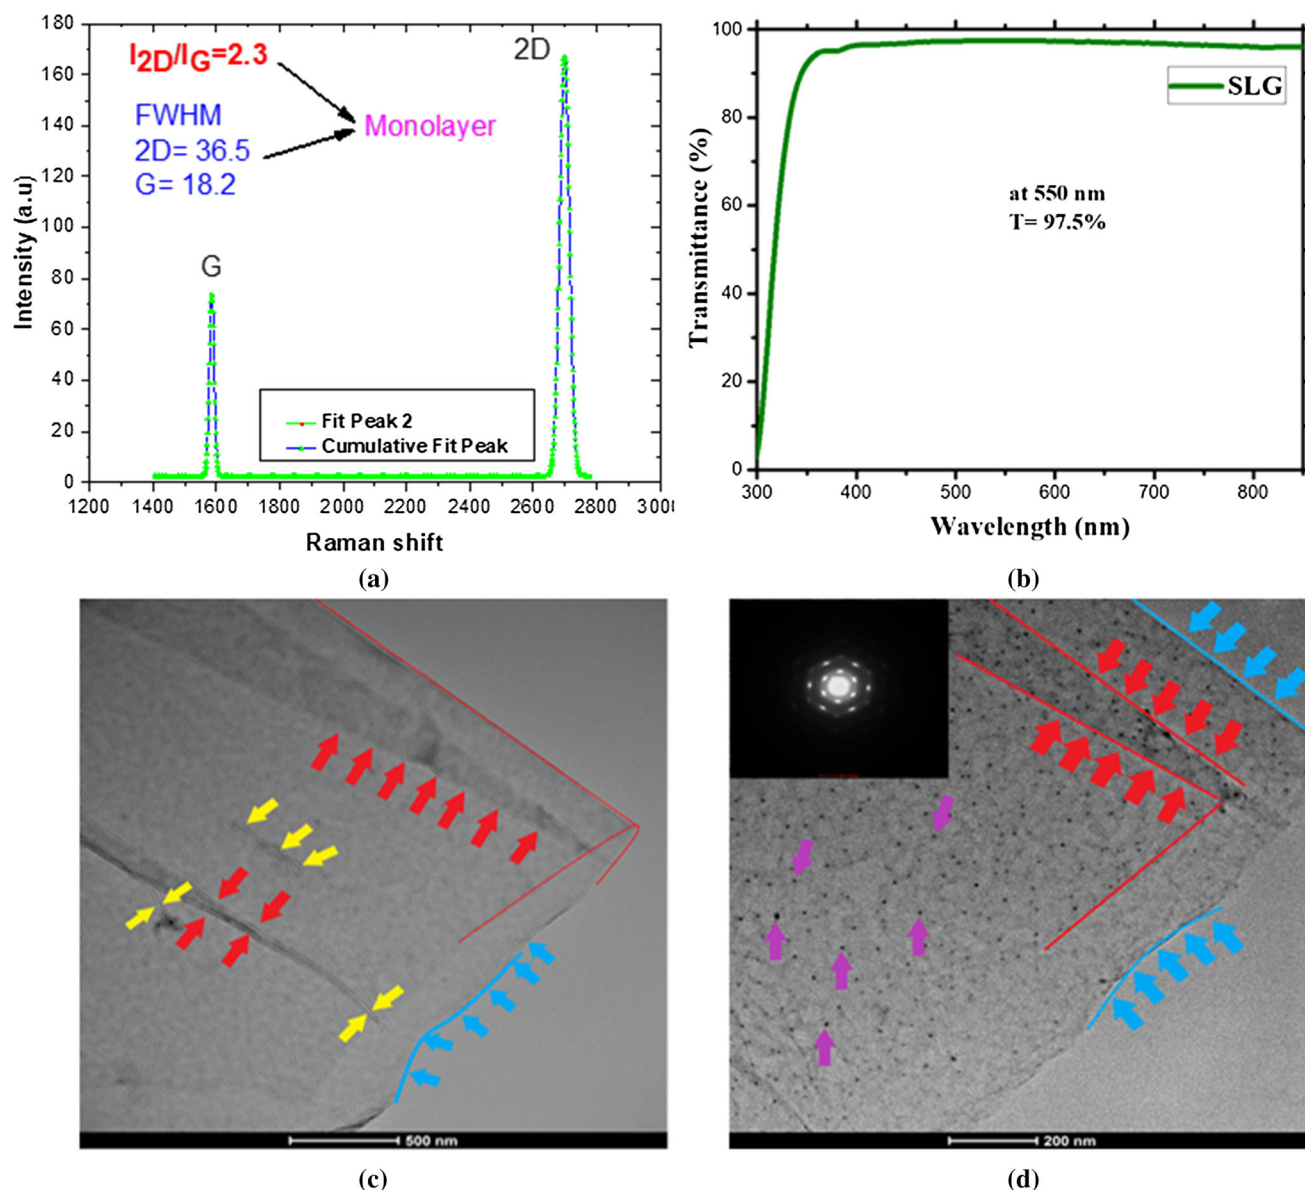 180
160
140
120
100
80
60
40
20
0
I2D/IG=2.3
FWHM
2D= 36.5
G= 18.2
Monolayer
2D
G
Fit Peak 2
Cumulative Fit Peak
Intensity (a.u)
1200 1400 1600 1800 2000 2200 2400 2600 2800 3000
Raman shift
(a)
100
80
60
40
20
0
SLG
at 550 nm
T= 97.5%
Transmittance (%)
300 400 500 600 700 800
Wavelength (nm)
(b)
500 nm
(c)
200 nm
(d)